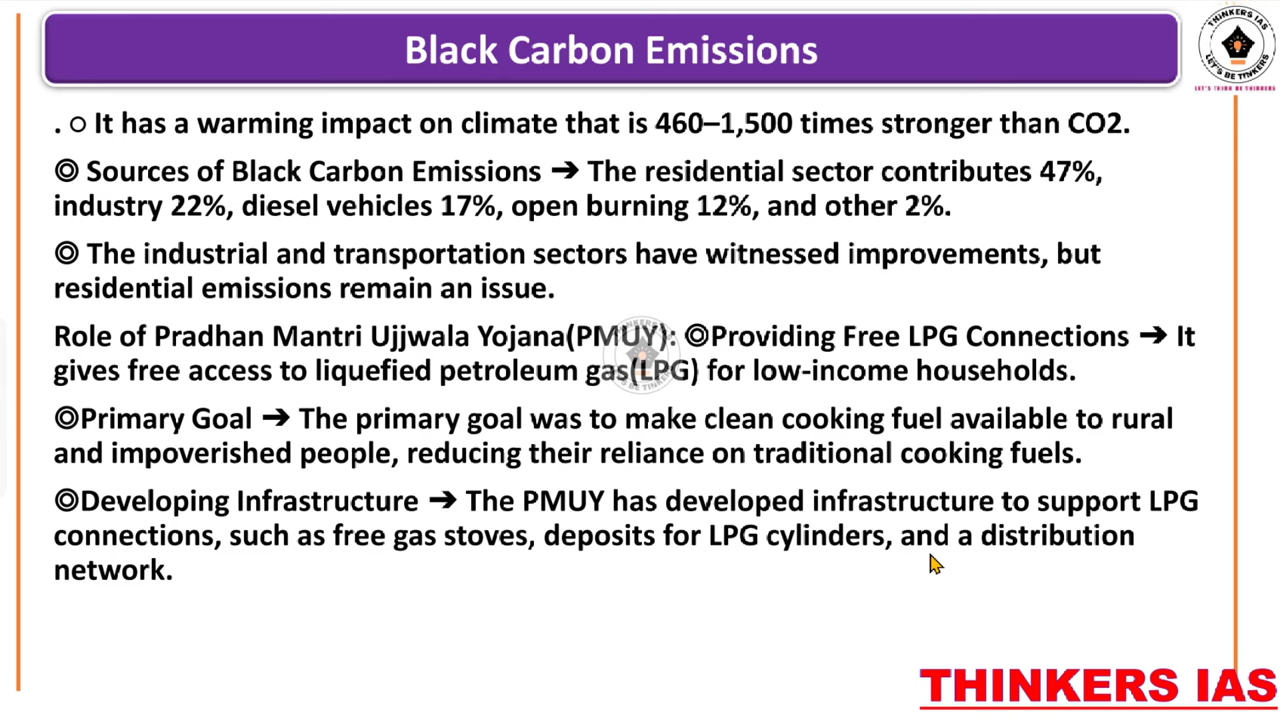 Black Carbon Emissions
THINKERS IAS
LET'S BE TINKERS
LET'S THINK BE THINKERS
. ○ It has a warming impact on climate that is 460–1,500 times stronger than CO2.
◎ Sources of Black Carbon Emissions ➔ The residential sector contributes 47%,
industry 22%, diesel vehicles 17%, open burning 12%, and other 2%.
◎ The industrial and transportation sectors have witnessed improvements, but
residential emissions remain an issue.
Role of Pradhan Mantri Ujjwala Yojana(PMUY): ◎Providing Free LPG Connections ➔ It
gives free access to liquefied petroleum gas(LPG) for low-income households.
◎Primary Goal ➔ The primary goal was to make clean cooking fuel available to rural
and impoverished people, reducing their reliance on traditional cooking fuels.
◎Developing Infrastructure ➔ The PMUY has developed infrastructure to support LPG
connections, such as free gas stoves, deposits for LPG cylinders, and a distribution
network.
THINKERS IAS